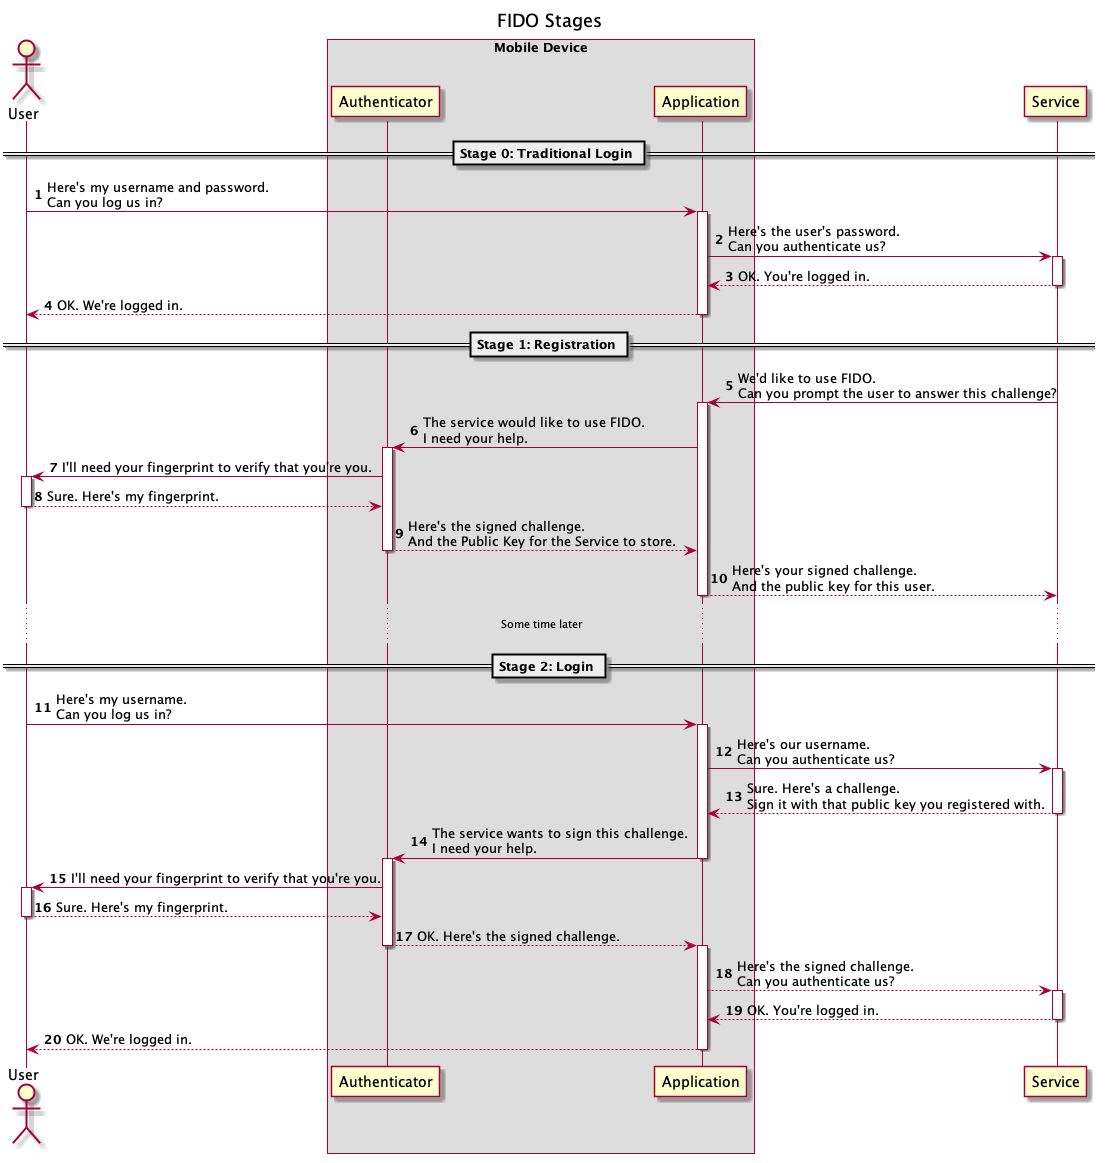 FIDO Stages
Mobile Device
User
Authenticator
Application
Service
Stage 0: Traditional Login
1 Here's my username and password.
Can you log us in?
2 Here's the user's password.
Can you authenticate us?
3 OK. You're logged in.
4 OK. We're logged in.
Stage 1: Registration
5 We'd like to use FIDO.
Can you prompt the user to answer this challenge?
6 The service would like to use FIDO.
I need your help.
7 I'll need your fingerprint to verify that you're you.
8 Sure. Here's my fingerprint.
9 Here's the signed challenge.
And the Public Key for the Service to store.
10 Here's your signed challenge.
And the public key for this user.
Some time later
Stage 2: Login
11 Here's my username.
Can you log us in?
12 Here's our username.
Can you authenticate us?
13 Sure. Here's a challenge.
Sign it with that public key you registered with.
14 The service wants to sign this challenge.
I need your help.
15 I'll need your fingerprint to verify that you're you.
16 Sure. Here's my fingerprint.
17 OK. Here's the signed challenge.
18 Here's the signed challenge.
Can you authenticate us?
19 OK. You're logged in.
20 OK. We're logged in.
User
Authenticator
Application
Service